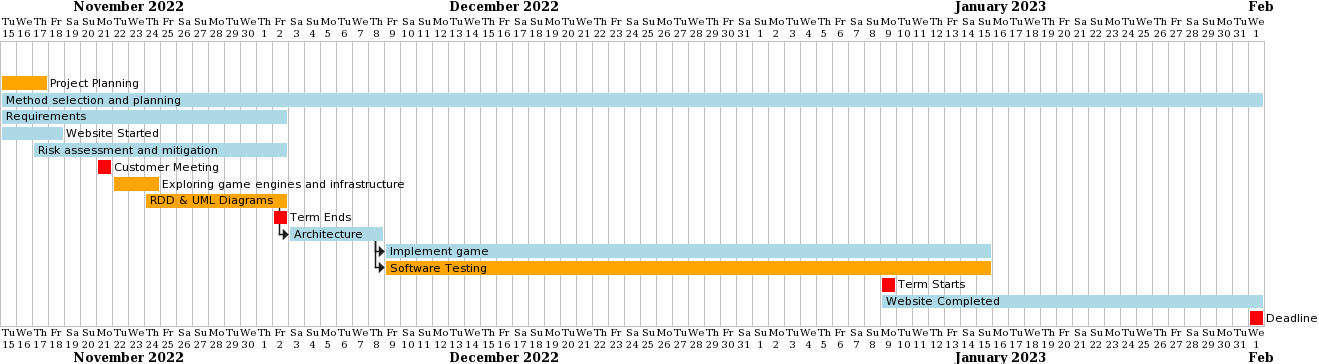 November 2022 December 2022 January 2023 Feb
Tu We Th Fr Sa Su Mo Tu We Th Fr Sa Su Mo Tu We Th Fr Sa Su Mo Tu We Th Fr Sa Su Mo Tu We Th Fr Sa Su Mo Tu We Th Fr Sa Su Mo Tu We Th Fr Sa Su Mo Tu We Th Fr Sa Su Mo Tu We Th Fr Sa Su Mo Tu We Th Fr Sa Su Mo Tu We Th Fr Sa Su Mo Tu We
15 16 17 18 19 20 21 22 23 24 25 26 27 28 29 30 1 2 3 4 5 6 7 8 9 10 11 12 13 14 15 16 17 18 19 20 21 22 23 24 25 26 27 28 29 30 31 1 2 3 4 5 6 7 8 9 10 11 12 13 14 15 16 17 18 19 20 21 22 23 24 25 26 27 28 29 30 31 1
Project Planning
Method selection and planning
Requirements
Website Started
Risk assessment and mitigation
Customer Meeting
Exploring game engines and infrastructure
RDD & UML Diagrams
Term Ends
Architecture
Implement game
Software Testing
Term Starts
Website Completed
Deadline
Tu We Th Fr Sa Su Mo Tu We Th Fr Sa Su Mo Tu We Th Fr Sa Su Mo Tu We Th Fr Sa Su Mo Tu We Th Fr Sa Su Mo Tu We Th Fr Sa Su Mo Tu We Th Fr Sa Su Mo Tu We Th Fr Sa Su Mo Tu We Th Fr Sa Su Mo Tu We Th Fr Sa Su Mo Tu We Th Fr Sa Su Mo Tu We
15 16 17 18 19 20 21 22 23 24 25 26 27 28 29 30 1 2 3 4 5 6 7 8 9 10 11 12 13 14 15 16 17 18 19 20 21 22 23 24 25 26 27 28 29 30 31 1 2 3 4 5 6 7 8 9 10 11 12 13 14 15 16 17 18 19 20 21 22 23 24 25 26 27 28 29 30 31 1
November 2022 December 2022 January 2023 Feb